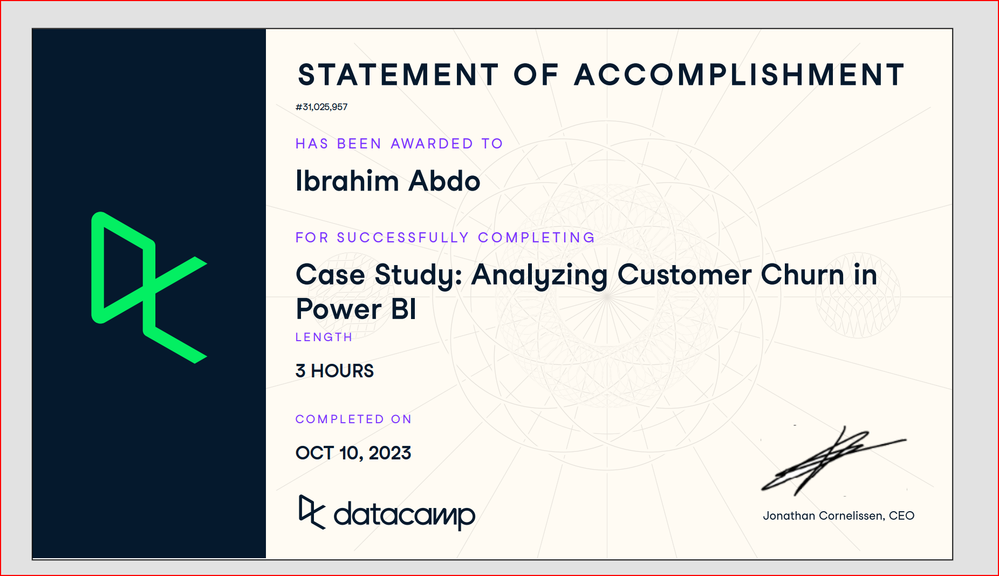 STATEMENT OF ACCOMPLISHMENT
#31,025,957
HAS BEEN AWARDED TO
Ibrahim Abdo
FOR SUCCESSFULLY COMPLETING
Case Study: Analyzing Customer Churn in
Power BI
LENGTH
3 HOURS
COMPLETED ON
OCT 10, 2023
datacamp
Jonathan Cornelissen, CEO